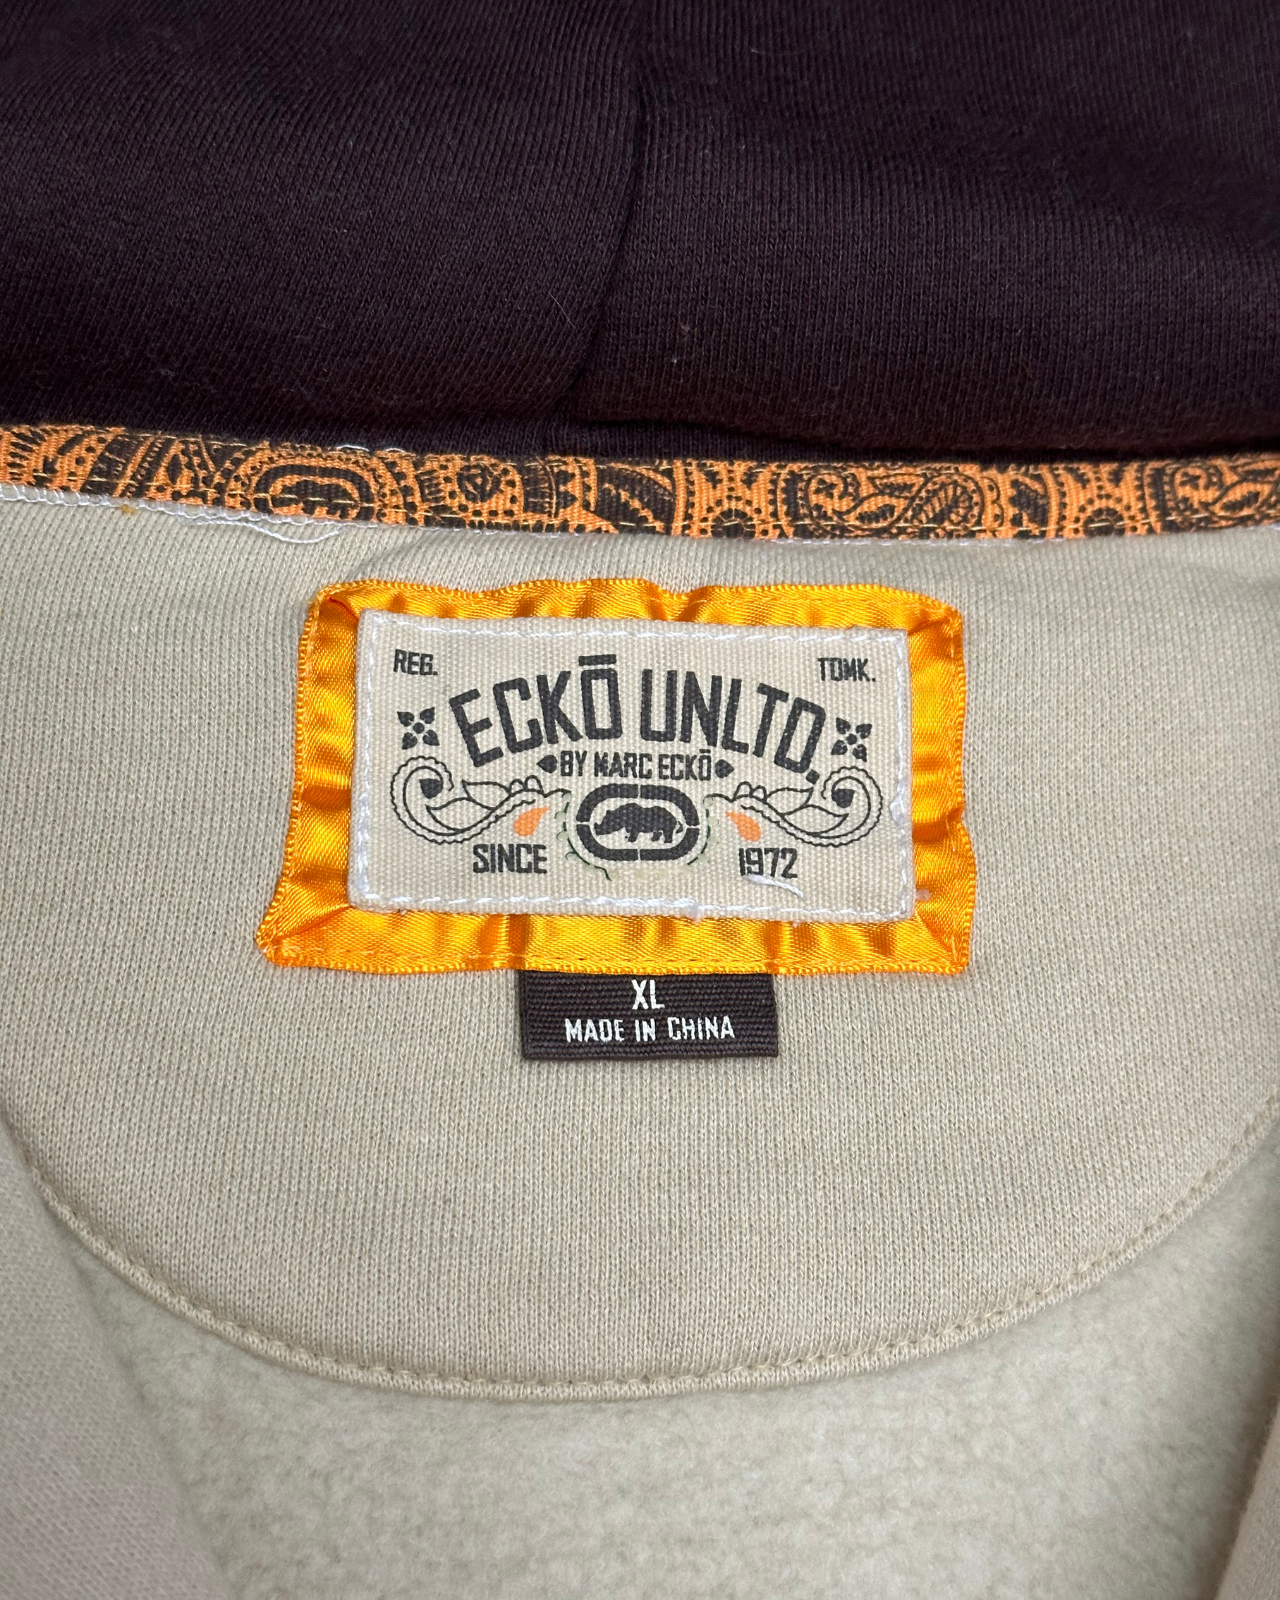 REG. TDMK.
ECKŌ UNLTD.
BY MARC ECKŌ
SINCE 1972
XL
MADE IN CHINA